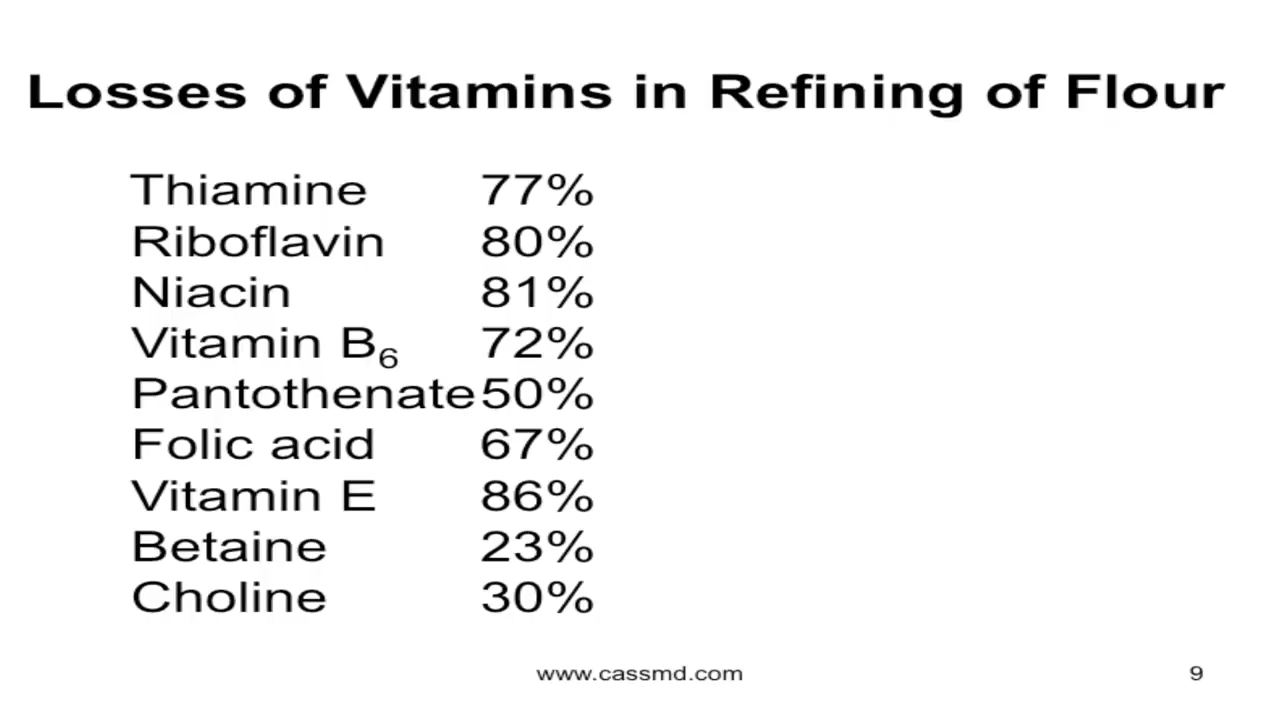 Losses of Vitamins in Refining of Flour
Thiamine 77%
Riboflavin 80%
Niacin 81%
Vitamin B₆ 72%
Pantothenate 50%
Folic acid 67%
Vitamin E 86%
Betaine 23%
Choline 30%
www.cassmd.com 9